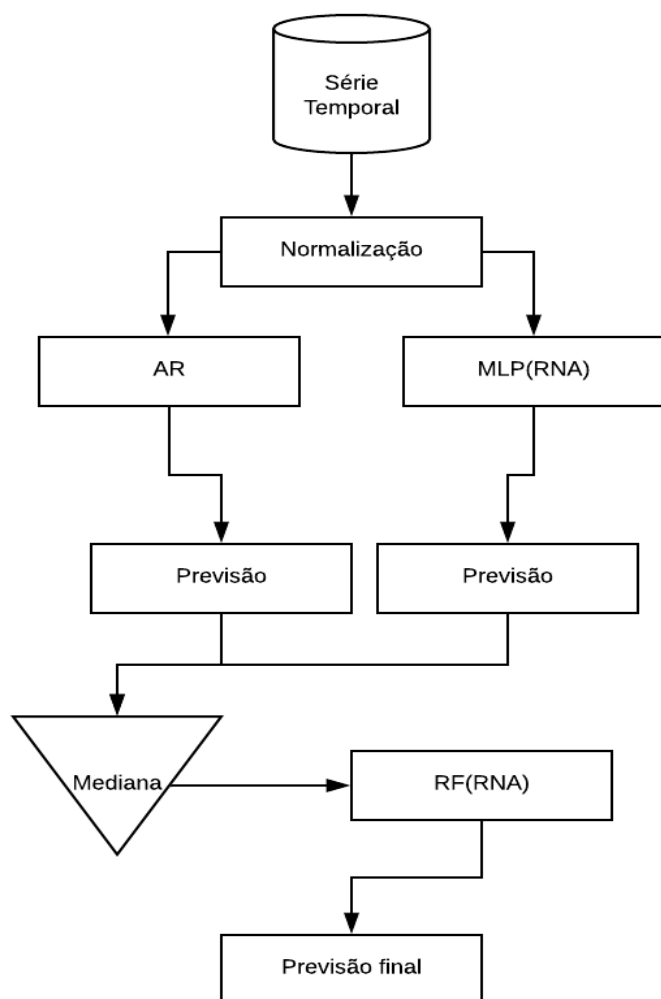 Série
Temporal
Normalização
AR
MLP(RNA)
Previsão
Previsão
Mediana
RF(RNA)
Previsão final